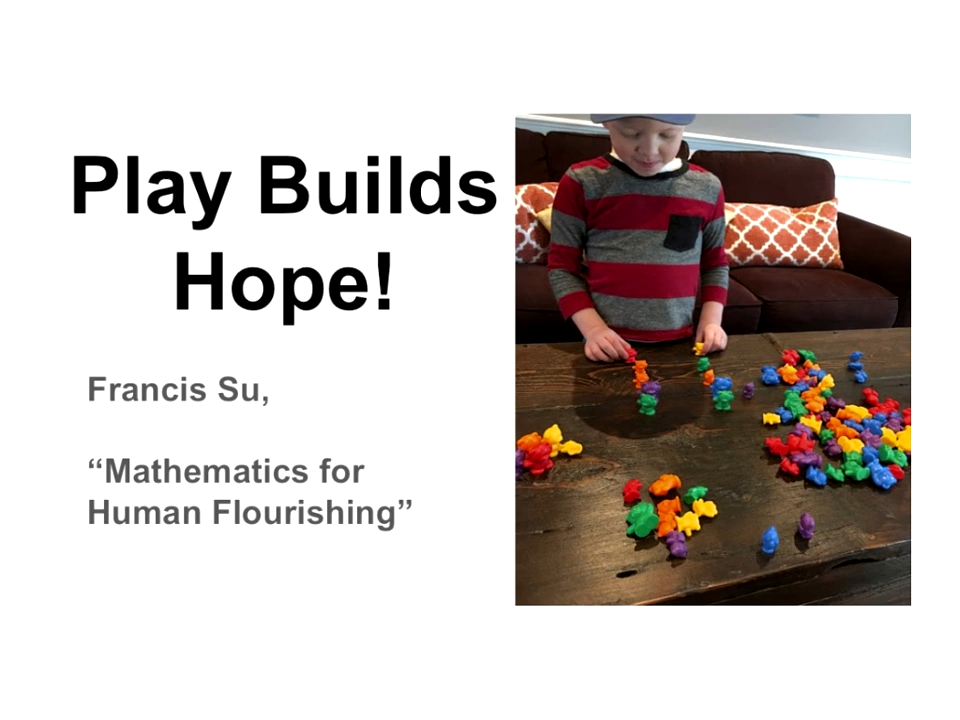 Play Builds
Hope!
Francis Su,
“Mathematics for
Human Flourishing”